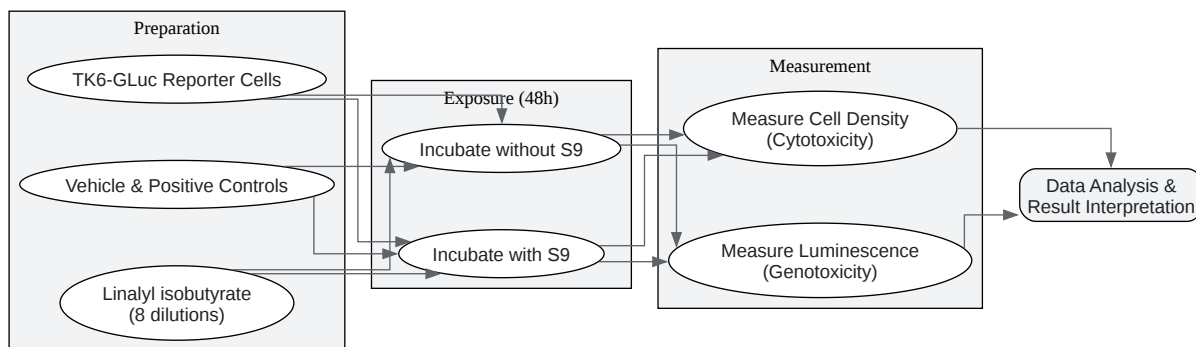 Preparation
TK6-GLuc Reporter Cells
Vehicle & Positive Controls
Linalyl isobutyrate
(8 dilutions)
Exposure (48h)
Incubate without S9
Incubate with S9
Measurement
Measure Cell Density
(Cytotoxicity)
Measure Luminescence
(Genotoxicity)
Data Analysis &
Result Interpretation